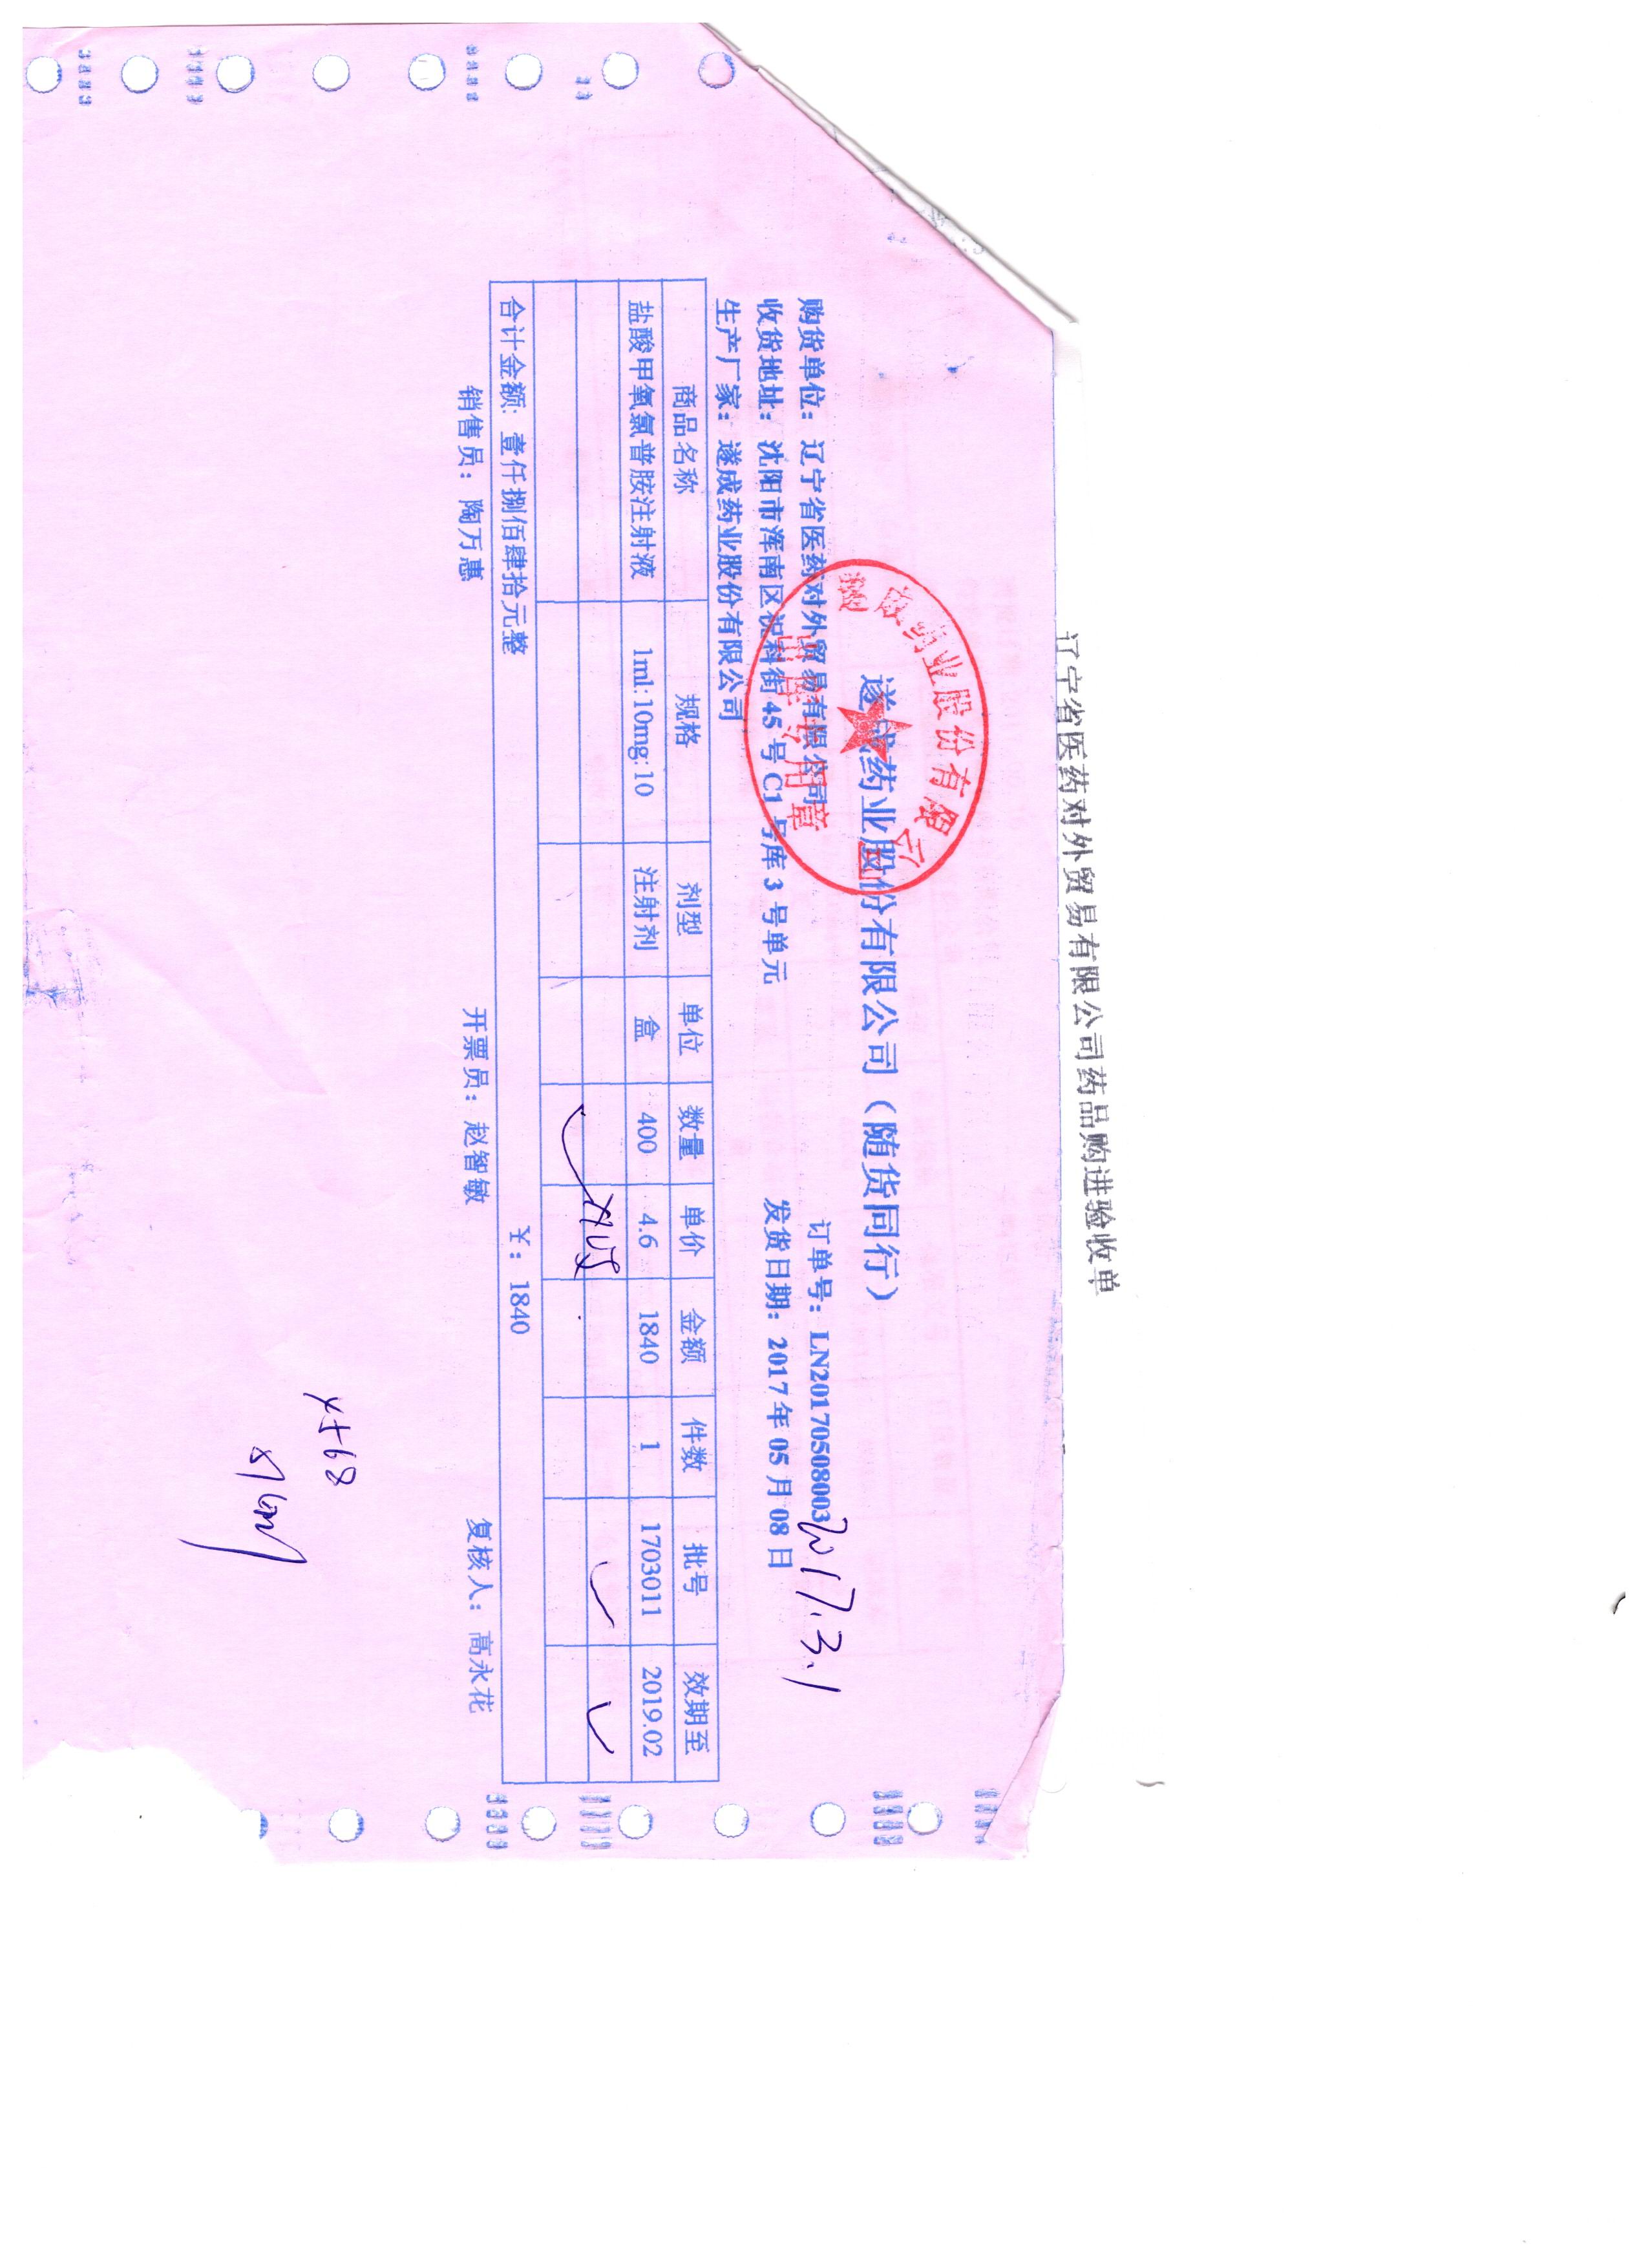 辽宁省医药对外贸易有限公司药品购进验收单
遂成药业股份有限公司
出库专用章
遂成药业股份有限公司（随货同行）
购货单位：辽宁省医药对外贸易有限公司 订单号：LN20170508003 2017.3.1
收货地址：沈阳市浑南区祝科街45号C1号库3号单元 发货日期：2017年05月08日
生产厂家：遂成药业股份有限公司
商品名称 规格 剂型 单位 数量 单价 金额 件数 批号 效期至
盐酸甲氧氯普胺注射液 1ml:10mg:10 注射剂 盒 400 4.6 1840 1 1703011 2019.02
合计金额: 壹仟捌佰肆拾元整 ￥：1840
销售员：陶万惠 开票员：赵智敏 复核人：高永花
4568